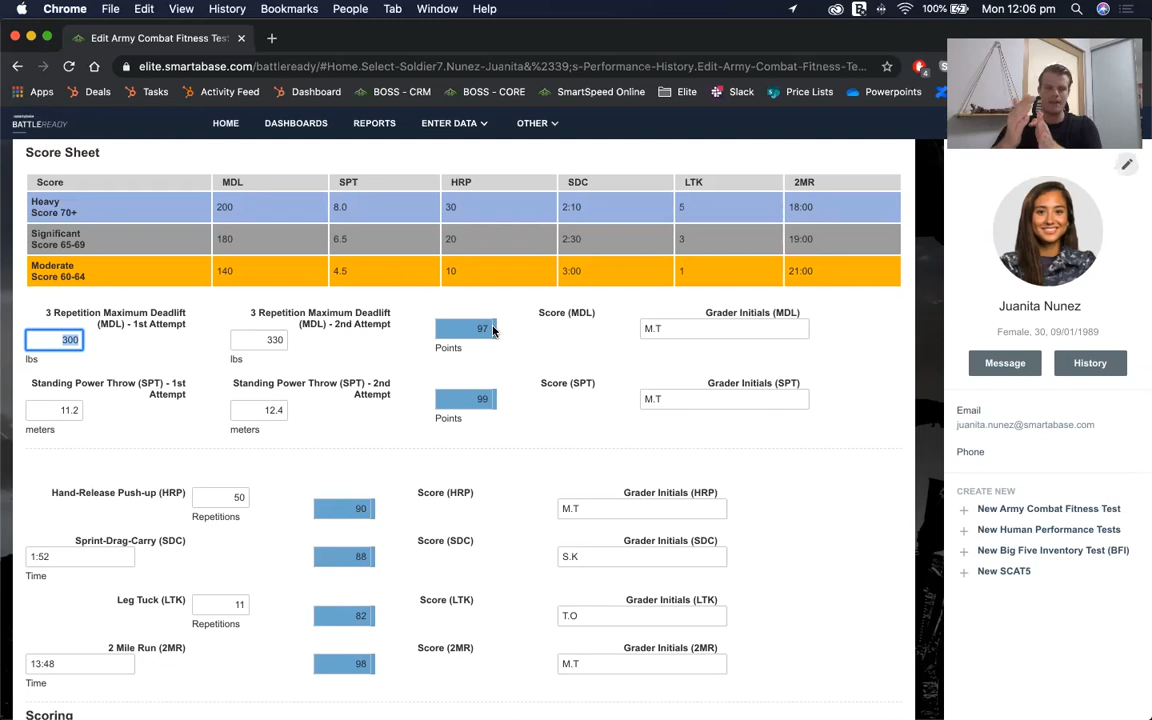 Chrome File Edit View History Bookmarks People Tab Window Help 100% Mon 12:06 pm
Edit Army Combat Fitness Tes
elite.smartabase.com/battleready/#Home.Select-Soldier7.Nunez-Juanita&%2339;s-Performance-History.Edit-Army-Combat-Fitness-Te... 4
Apps Deals Tasks Activity Feed Dashboard BOSS - CRM BOSS - CORE SmartSpeed Online Elite Slack Price Lists Powerpoints
BATTLEREADY HOME DASHBOARDS REPORTS ENTER DATA OTHER
Score Sheet
Score MDL SPT HRP SDC LTK 2MR
Heavy
Score 70+ 200 8.0 30 2:10 5 18:00
Significant
Score 65-69 180 6.5 20 2:30 3 19:00
Moderate
Score 60-64 140 4.5 10 3:00 1 21:00
3 Repetition Maximum Deadlift (MDL) - 1st Attempt
300
lbs
3 Repetition Maximum Deadlift (MDL) - 2nd Attempt
330
lbs
Score (MDL)
97
Points
Grader Initials (MDL)
M.T
Standing Power Throw (SPT) - 1st Attempt
11.2
meters
Standing Power Throw (SPT) - 2nd Attempt
12.4
meters
Score (SPT)
99
Points
Grader Initials (SPT)
M.T
Hand-Release Push-up (HRP)
50
Repetitions
Score (HRP)
90
Grader Initials (HRP)
M.T
Sprint-Drag-Carry (SDC)
1:52
Time
Score (SDC)
88
Grader Initials (SDC)
S.K
Leg Tuck (LTK)
11
Repetitions
Score (LTK)
82
Grader Initials (LTK)
T.O
2 Mile Run (2MR)
13:48
Time
Score (2MR)
98
Grader Initials (2MR)
M.T
Scoring
Juanita Nunez
Female, 30, 09/01/1989
Message History
Email
juanita.nunez@smartabase.com
Phone
CREATE NEW
New Army Combat Fitness Test
New Human Performance Tests
New Big Five Inventory Test (BFI)
New SCAT5